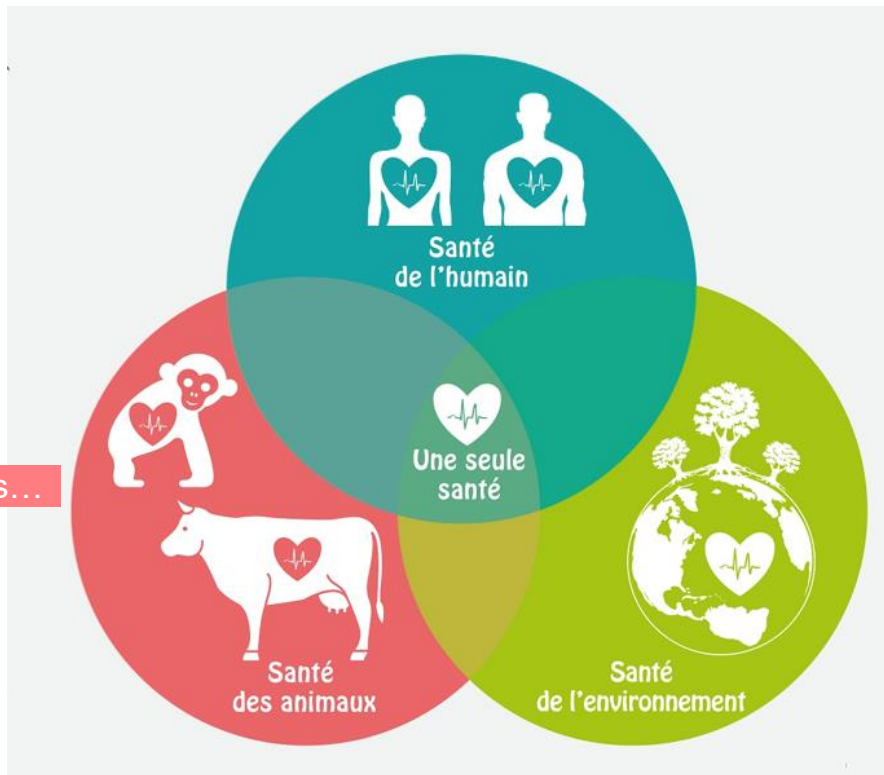 Santé
de l'humain
Une seule
santé
s...
Santé
des animaux
Santé
de l'environnement